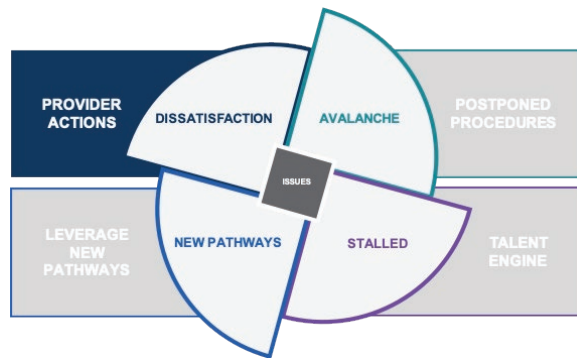 PROVIDER
ACTIONS
DISSATISFACTION
AVALANCHE
POSTPONED
PROCEDURES
ISSUES
LEVERAGE
NEW
PATHWAYS
NEW PATHWAYS
STALLED
TALENT
ENGINE